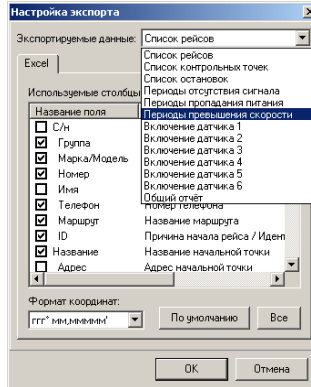 Настройка экспорта
Экспортируемые данные: Список рейсов
Список рейсов
Список контрольных точек
Список остановок
Периоды отсутствия сигнала
Периоды пропадания питания
Периоды превышения скорости
Включение датчика 1
Включение датчика 2
Включение датчика 3
Включение датчика 4
Включение датчика 5
Включение датчика 6
Общий отчёт
Excel
Используемые столбцы
Название поля
С/н
Группа
Марка/Модель
Номер
Имя
Телефон Номер телефона
Маршрут Название маршрута
ID Причина начала рейса / Идент
Название Название начальной точки
Адрес Адрес начальной точки
Формат координат:
ггг° мм,мммммм'
По умолчанию
Все
OK
Отмена